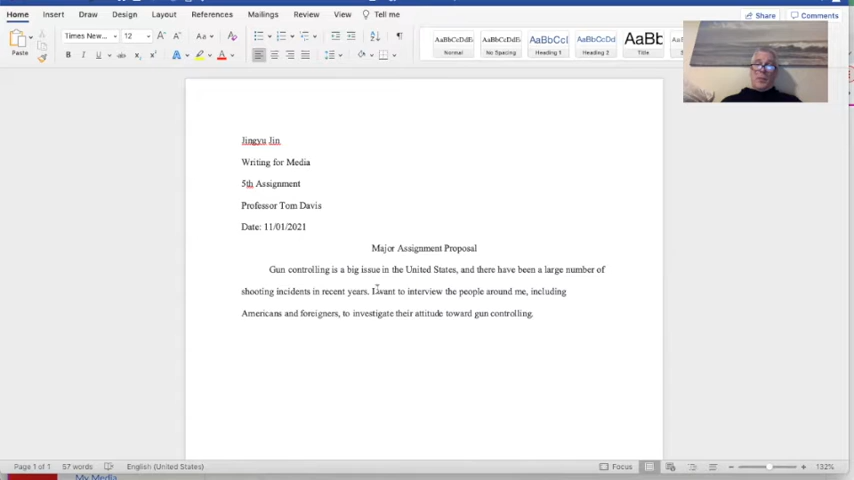 Home Insert Draw Design Layout References Mailings Review View Tell me Share Comments
Times New... 12
Paste
AaBbCcDdEe AaBbCcDdEe AaBbCcI AaBbCcDd AaBb
Normal No Spacing Heading 1 Heading 2 Title
Jingyu Jin
Writing for Media
5th Assignment
Professor Tom Davis
Date: 11/01/2021
Major Assignment Proposal
Gun controlling is a big issue in the United States, and there have been a large number of
shooting incidents in recent years. I want to interview the people around me, including
Americans and foreigners, to investigate their attitude toward gun controlling.
Page 1 of 1 57 words English (United States) Focus 132%
My Media